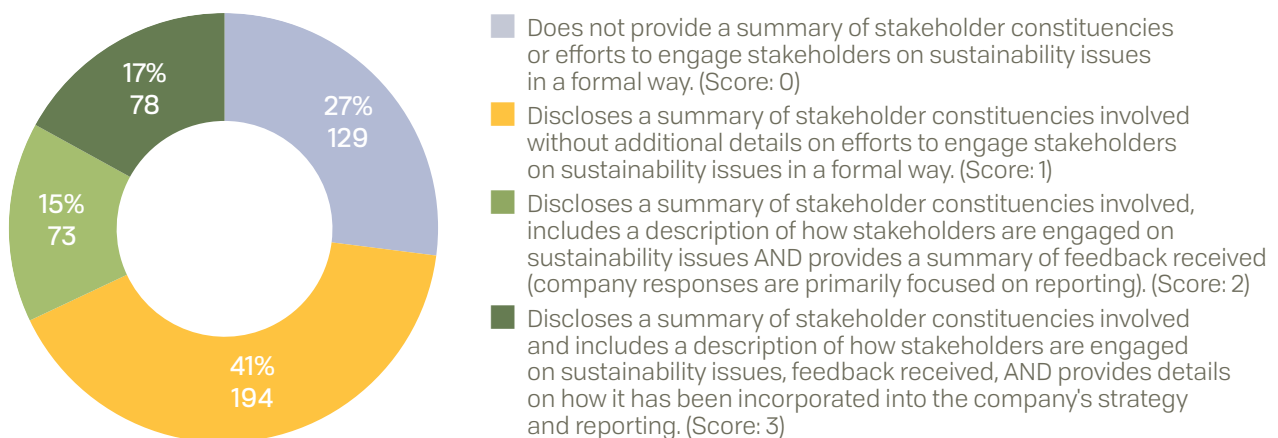 17%
78
27%
129
15%
73
41%
194
Does not provide a summary of stakeholder constituencies
or efforts to engage stakeholders on sustainability issues
in a formal way. (Score: 0)
Discloses a summary of stakeholder constituencies involved
without additional details on efforts to engage stakeholders
on sustainability issues in a formal way. (Score: 1)
Discloses a summary of stakeholder constituencies involved,
includes a description of how stakeholders are engaged on
sustainability issues AND provides a summary of feedback received
(company responses are primarily focused on reporting). (Score: 2)
Discloses a summary of stakeholder constituencies involved
and includes a description of how stakeholders are engaged
on sustainability issues, feedback received, AND provides details
on how it has been incorporated into the company's strategy
and reporting. (Score: 3)